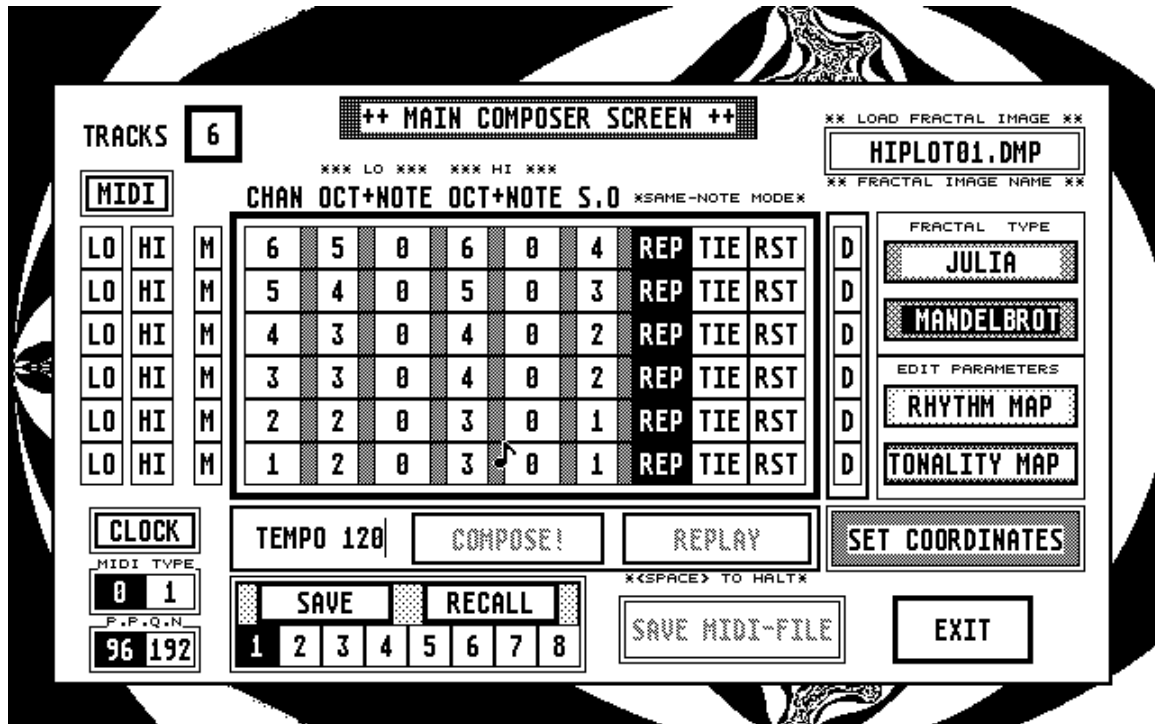 ++ MAIN COMPOSER SCREEN ++
TRACKS 6
** LOAD FRACTAL IMAGE **
HIPLOT01.DMP
** FRACTAL IMAGE NAME **
MIDI
*** LO *** *** HI ***
CHAN OCT+NOTE OCT+NOTE S.O *SAME-NOTE MODE*
LO HI M 6 5 0 6 0 4 REP TIE RST D
LO HI M 5 4 0 5 0 3 REP TIE RST D
LO HI M 4 3 0 4 0 2 REP TIE RST D
LO HI M 3 3 0 4 0 2 REP TIE RST D
LO HI M 2 2 0 3 0 1 REP TIE RST D
LO HI M 1 2 0 3 0 1 REP TIE RST D
FRACTAL TYPE
JULIA
MANDELBROT
EDIT PARAMETERS
RHYTHM MAP
TONALITY MAP
CLOCK
TEMPO 120 COMPOSE! REPLAY SET COORDINATES
MIDI TYPE
0 1
P.P.Q.N
96 192
SAVE RECALL
1 2 3 4 5 6 7 8
*<SPACE> TO HALT*
SAVE MIDI-FILE
EXIT